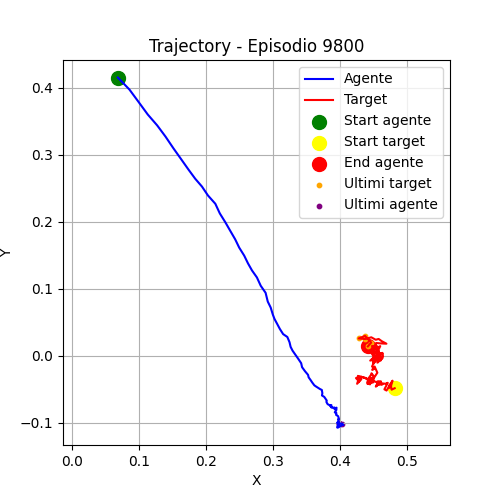 Trajectory - Episodio 9800
Agente
Target
Start agente
Start target
End agente
Ultimi target
Ultimi agente
Y
0.4
0.3
0.2
0.1
0.0
−0.1
0.0 0.1 0.2 0.3 0.4 0.5
X